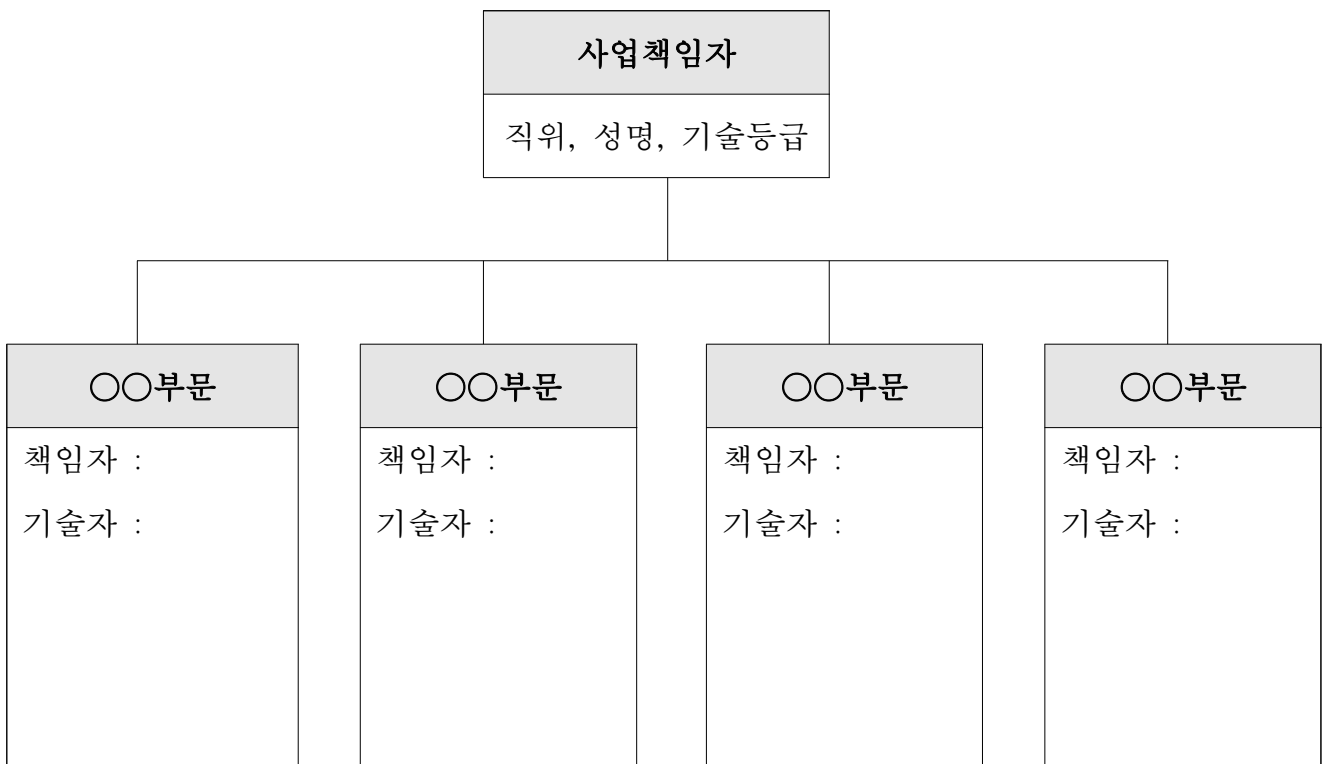 사업책임자
직위, 성명, 기술등급
○○부문
책임자 :
기술자 :
○○부문
책임자 :
기술자 :
○○부문
책임자 :
기술자 :
○○부문
책임자 :
기술자 :